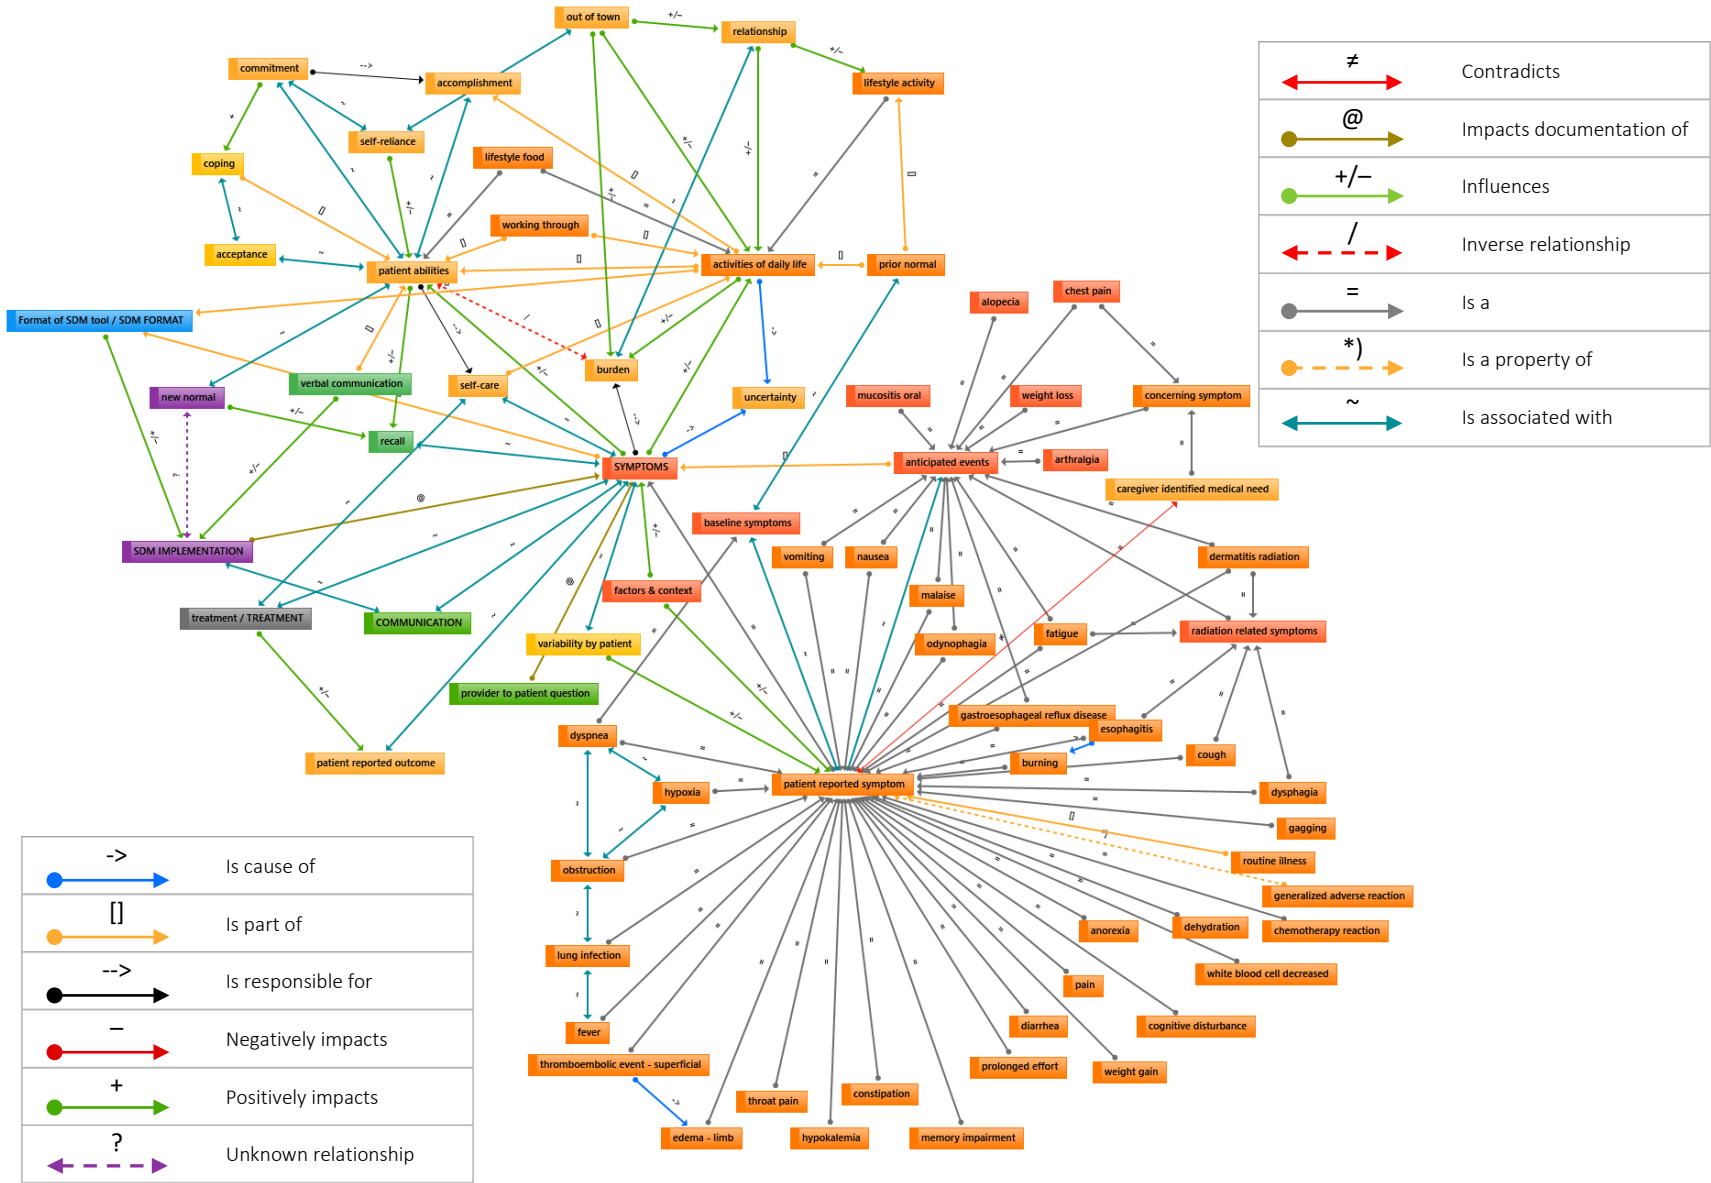 out of town
+/−
relationship
+/−
lifestyle activity
commitment
-->
accomplishment
+
~
self-reliance
coping
lifestyle food
acceptance
working through
patient abilities
activities of daily life
prior normal
Format of SDM tool / SDM FORMAT
verbal communication
new normal
self-care
burden
uncertainty
recall
SYMPTOMS
SDM IMPLEMENTATION
treatment / TREATMENT
COMMUNICATION
factors & context
variability by patient
provider to patient question
patient reported outcome
alopecia
chest pain
mucositis oral
weight loss
concerning symptom
anticipated events
arthralgia
caregiver identified medical need
baseline symptoms
vomiting
nausea
dermatitis radiation
malaise
odynophagia
fatigue
radiation related symptoms
gastroesophageal reflux disease
esophagitis
dyspnea
burning
cough
hypoxia
patient reported symptom
dysphagia
gagging
obstruction
routine illness
generalized adverse reaction
anorexia
dehydration
chemotherapy reaction
lung infection
white blood cell decreased
pain
fever
diarrhea
cognitive disturbance
thromboembolic event - superficial
prolonged effort
weight gain
throat pain
constipation
edema - limb
hypokalemia
memory impairment
≠ Contradicts
@ Impacts documentation of
+/− Influences
/ Inverse relationship
= Is a
*) Is a property of
~ Is associated with
-> Is cause of
[] Is part of
--> Is responsible for
− Negatively impacts
+ Positively impacts
? Unknown relationship